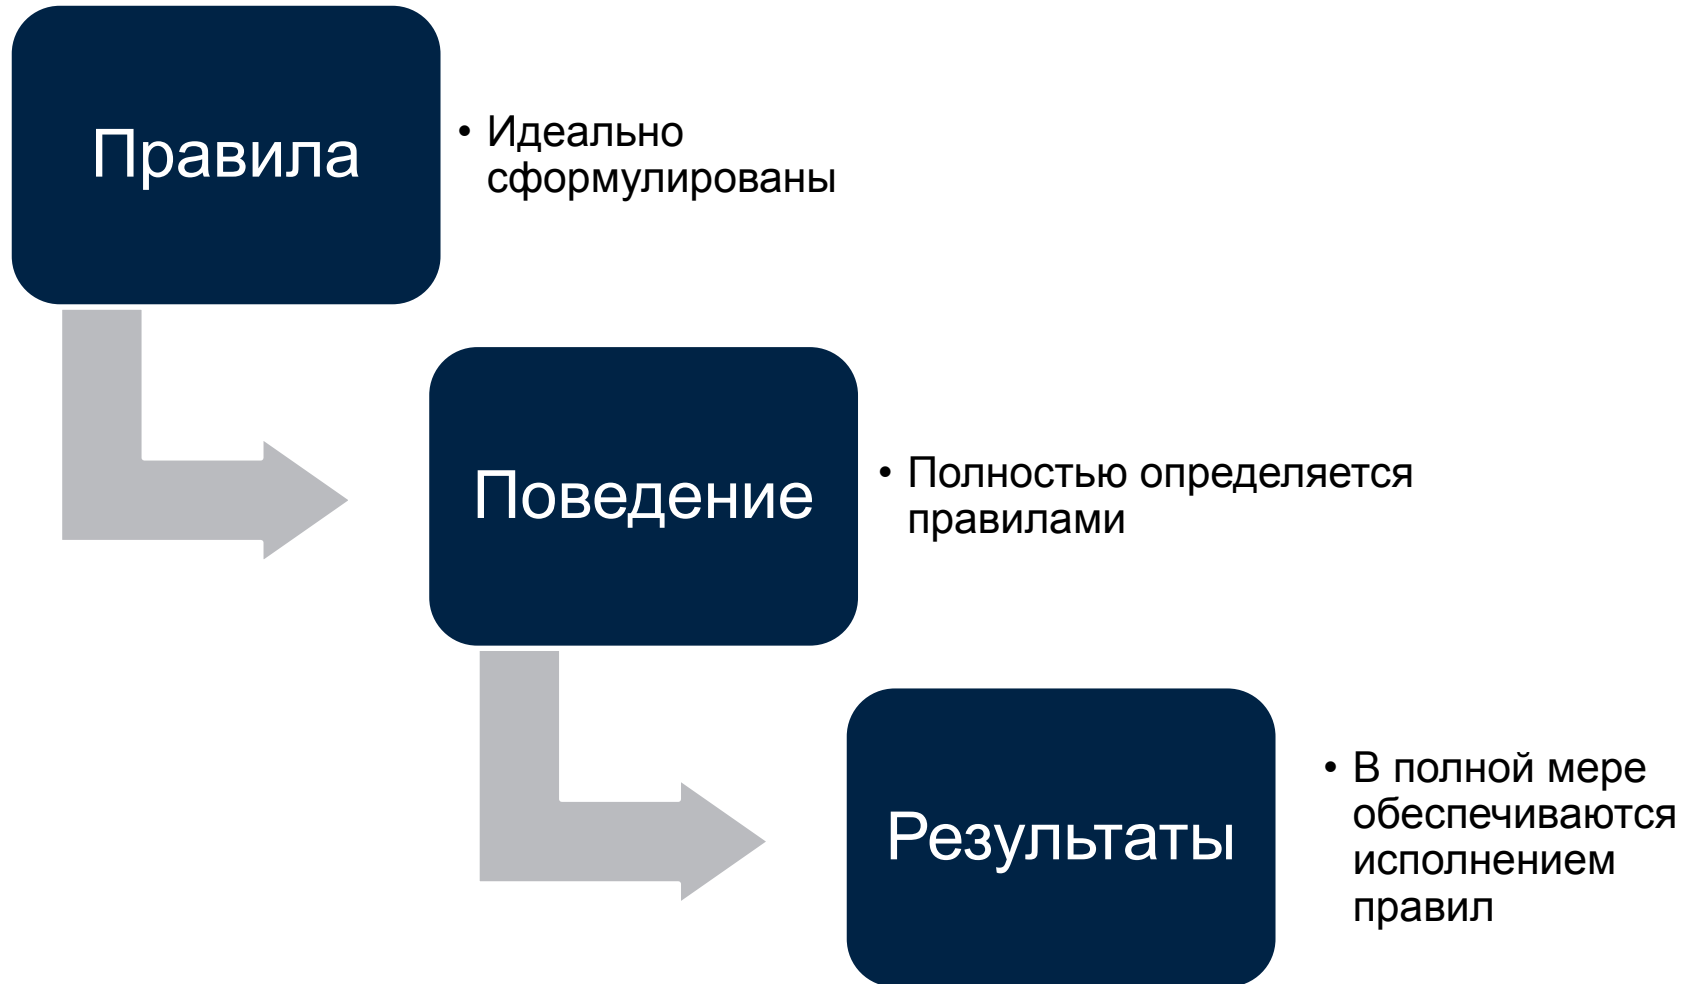 Правила
• Идеально
сформулированы
Поведение
• Полностью определяется
правилами
Результаты
• В полной мере
обеспечиваются
исполнением
правил